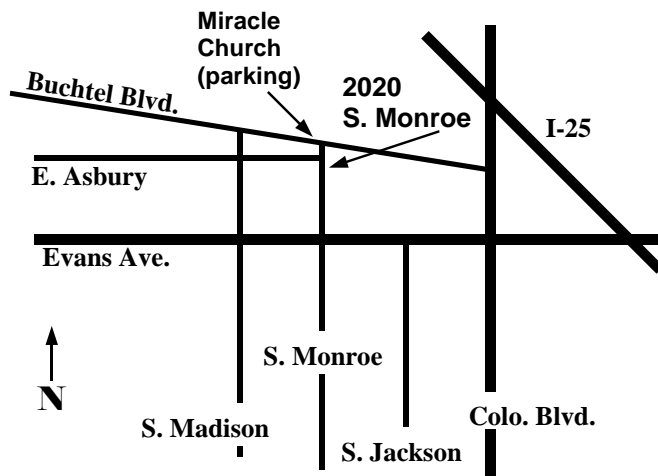 Miracle
Church
(parking)
2020
S. Monroe
Buchtel Blvd.
I-25
E. Asbury
Evans Ave.
S. Monroe
N
Colo. Blvd.
S. Madison
S. Jackson